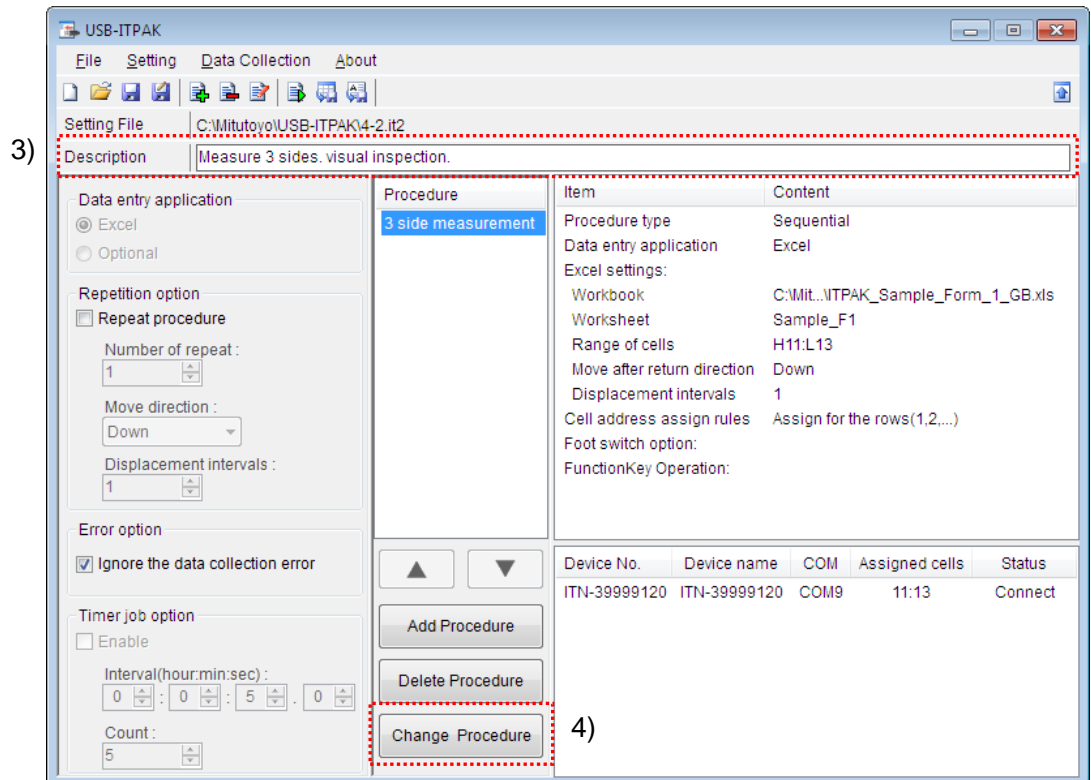 USB-ITPAK
File Setting Data Collection About
Setting File C:\Mitutoyo\USB-ITPAK\4-2.it2
3)
Description Measure 3 sides. visual inspection.
Data entry application
Excel
Optional
Repetition option
Repeat procedure
Number of repeat :
1
Move direction :
Down
Displacement intervals :
1
Error option
Ignore the data collection error
Timer job option
Enable
Interval(hour:min:sec) :
0 : 0 : 5 . 0
Count :
5
Procedure
3 side measurement
▲ ▼
Add Procedure
Delete Procedure
Change Procedure
4)
Item Content
Procedure type Sequential
Data entry application Excel
Excel settings:
Workbook C:\Mit...\ITPAK_Sample_Form_1_GB.xls
Worksheet Sample_F1
Range of cells H11:L13
Move after return direction Down
Displacement intervals 1
Cell address assign rules Assign for the rows(1,2,...)
Foot switch option:
FunctionKey Operation:
Device No. Device name COM Assigned cells Status
ITN-39999120 ITN-39999120 COM9 11:13 Connect